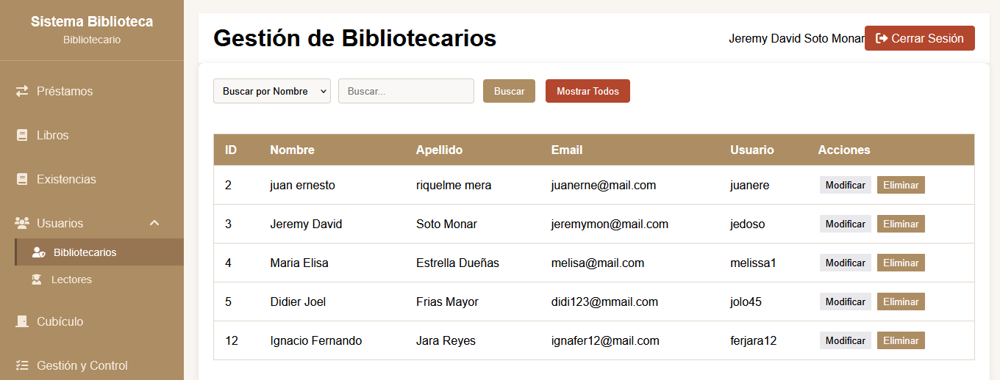 Sistema Biblioteca
Bibliotecario
Préstamos
Libros
Existencias
Usuarios
Bibliotecarios
Lectores
Cubículo
Gestión y Control
Gestión de Bibliotecarios
Jeremy David Soto Monar Cerrar Sesión
Buscar por Nombre Buscar... Buscar Mostrar Todos
ID Nombre Apellido Email Usuario Acciones
2 juan ernesto riquelme mera juanerne@mail.com juanere Modificar Eliminar
3 Jeremy David Soto Monar jeremymon@mail.com jedoso Modificar Eliminar
4 Maria Elisa Estrella Dueñas melisa@mail.com melissa1 Modificar Eliminar
5 Didier Joel Frias Mayor didi123@mmail.com jolo45 Modificar Eliminar
12 Ignacio Fernando Jara Reyes ignafer12@mail.com ferjara12 Modificar Eliminar